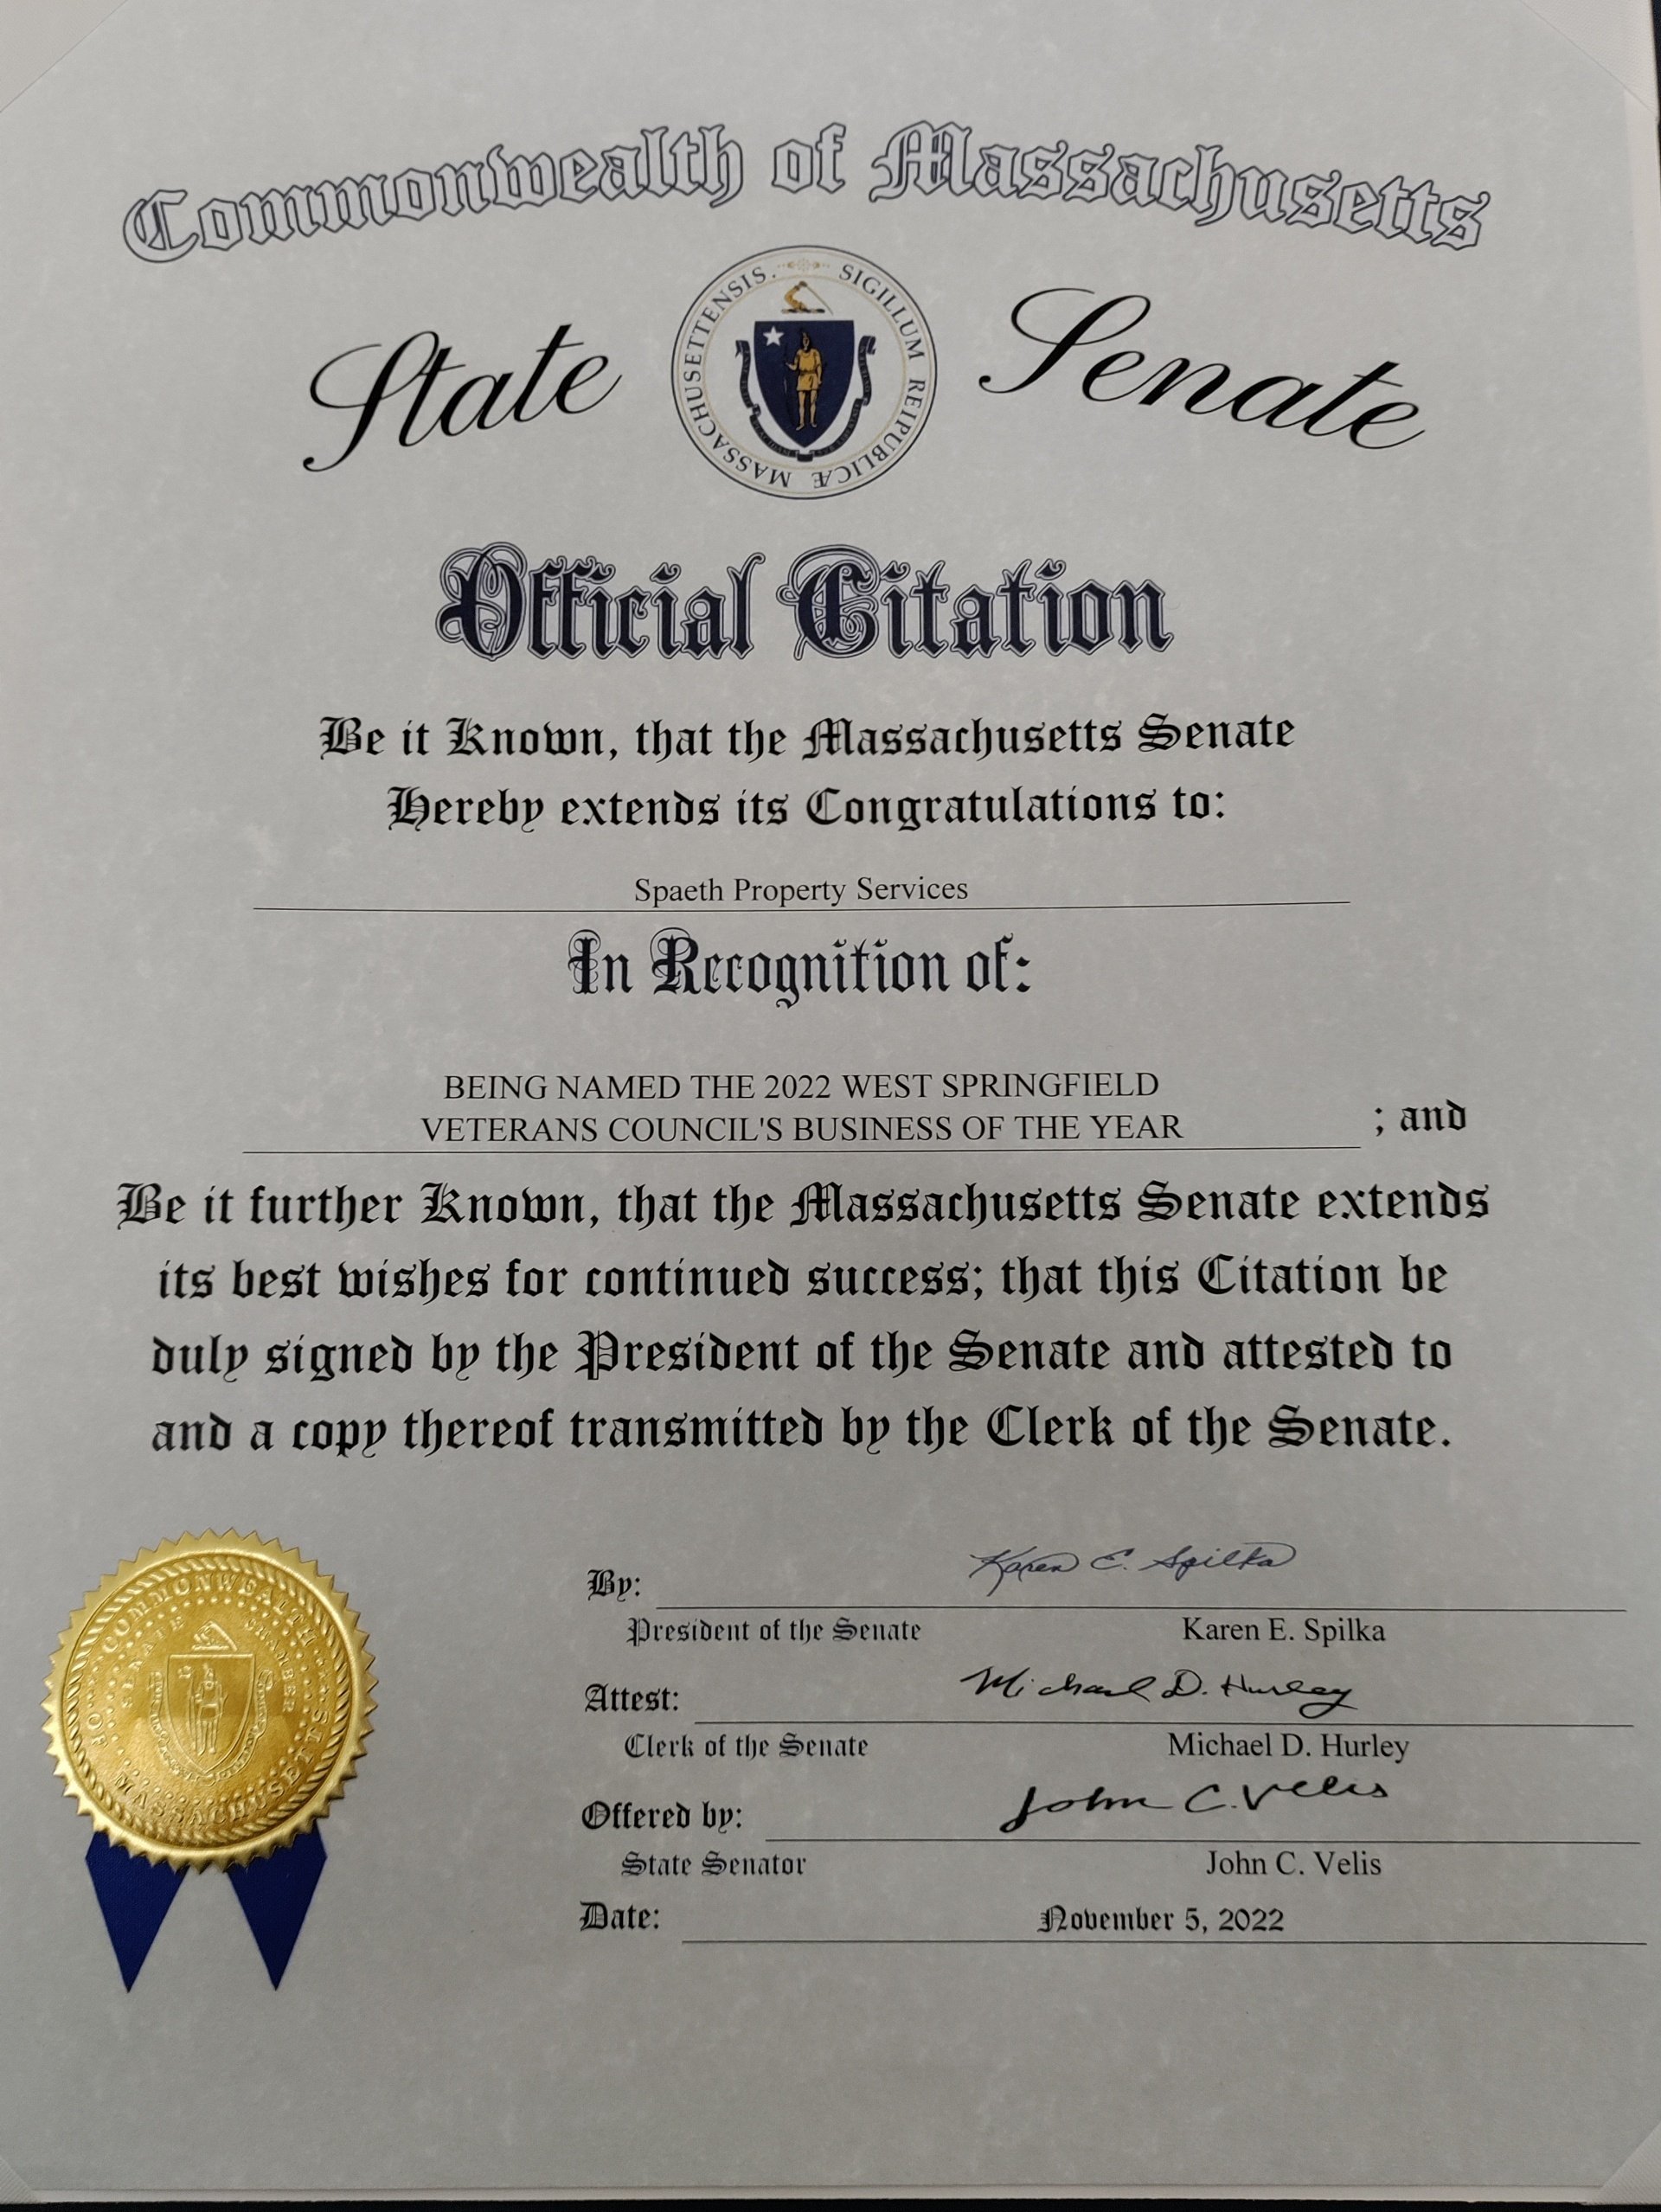 Commonwealth of Massachusetts
State Senate
SIGILLUM REIPUBLICÆ MASSACHUSETTENSIS.
Official Citation
Be it Known, that the Massachusetts Senate
Hereby extends its Congratulations to:
Spaeth Property Services
In Recognition of:
BEING NAMED THE 2022 WEST SPRINGFIELD
VETERANS COUNCIL'S BUSINESS OF THE YEAR ; and
Be it further Known, that the Massachusetts Senate extends
its best wishes for continued success; that this Citation be
duly signed by the President of the Senate and attested to
and a copy thereof transmitted by the Clerk of the Senate.
By: Karen E. Spilka
President of the Senate Karen E. Spilka
Attest: Michael D. Hurley
Clerk of the Senate Michael D. Hurley
Offered by: John C. Velis
State Senator John C. Velis
Date: November 5, 2022
COMMONWEALTH OF MASSACHUSETTS
SENATE CHAMBER